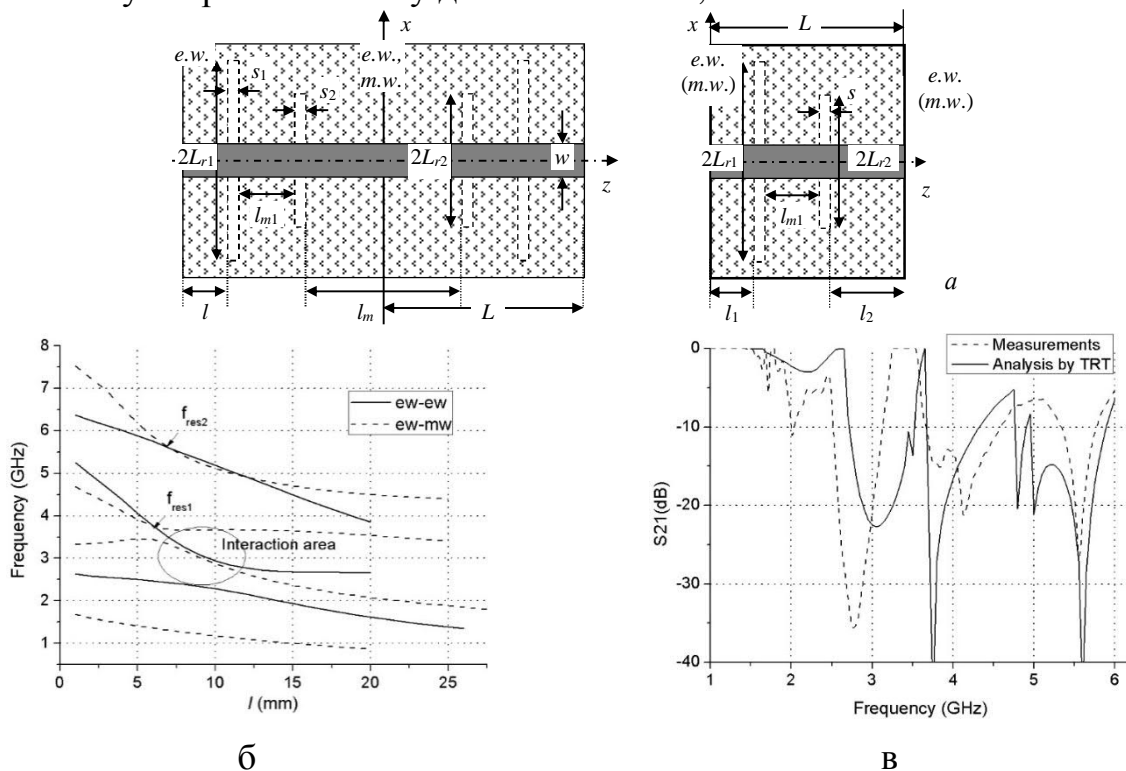 x
e.w.
s1
e.w.,
m.w.
s2
2Lr1
2Lr2
w
z
lm1
l
lm
L
x
L
e.w.
(m.w.)
e.w.
(m.w.)
s
2Lr1
2Lr2
z
lm1
l1
l2
а
8
7
6
5
4
3
2
1
Frequency (GHz)
ew-ew
ew-mw
fres2
fres1
Interaction area
0
5
10
15
20
25
l (mm)
б
0
-10
-20
-30
-40
S21(dB)
Measurements
Analysis by TRT
1
2
3
4
5
6
Frequency (GHz)
в